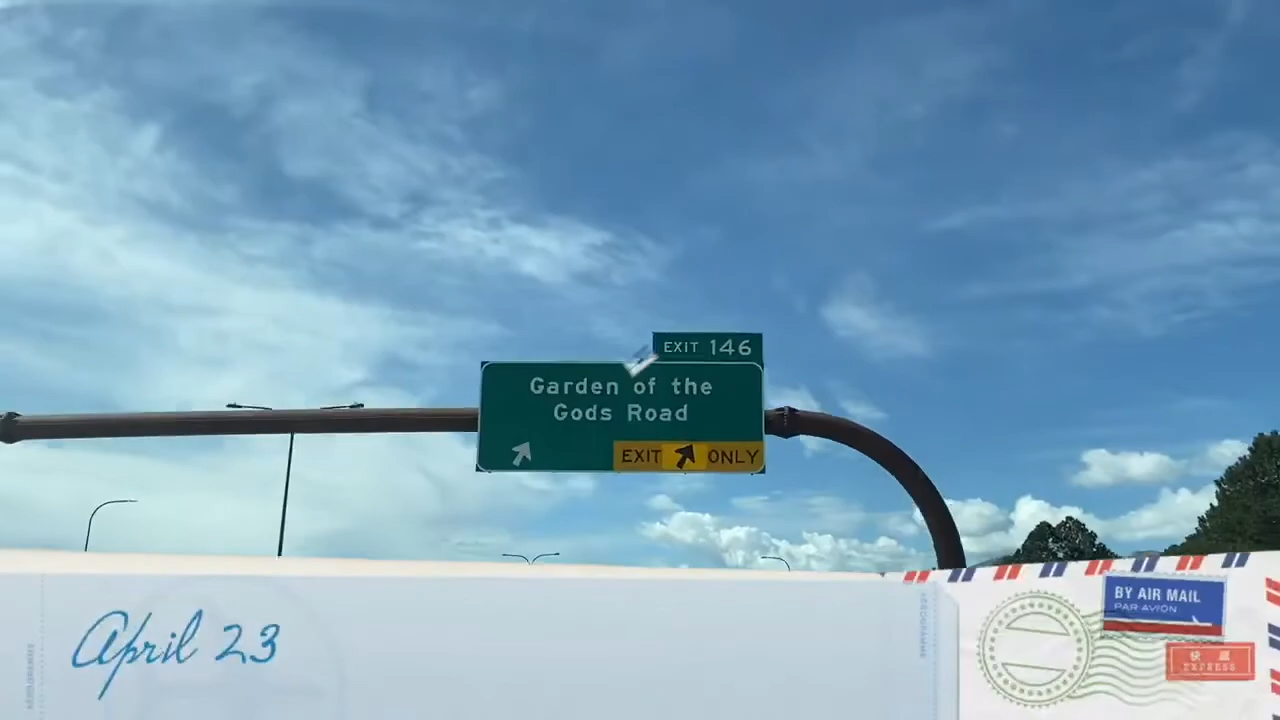 EXIT 146
Garden of the
Gods Road
EXIT ONLY
April 23
BY AIR MAIL
PAR AVION
EXPRESS